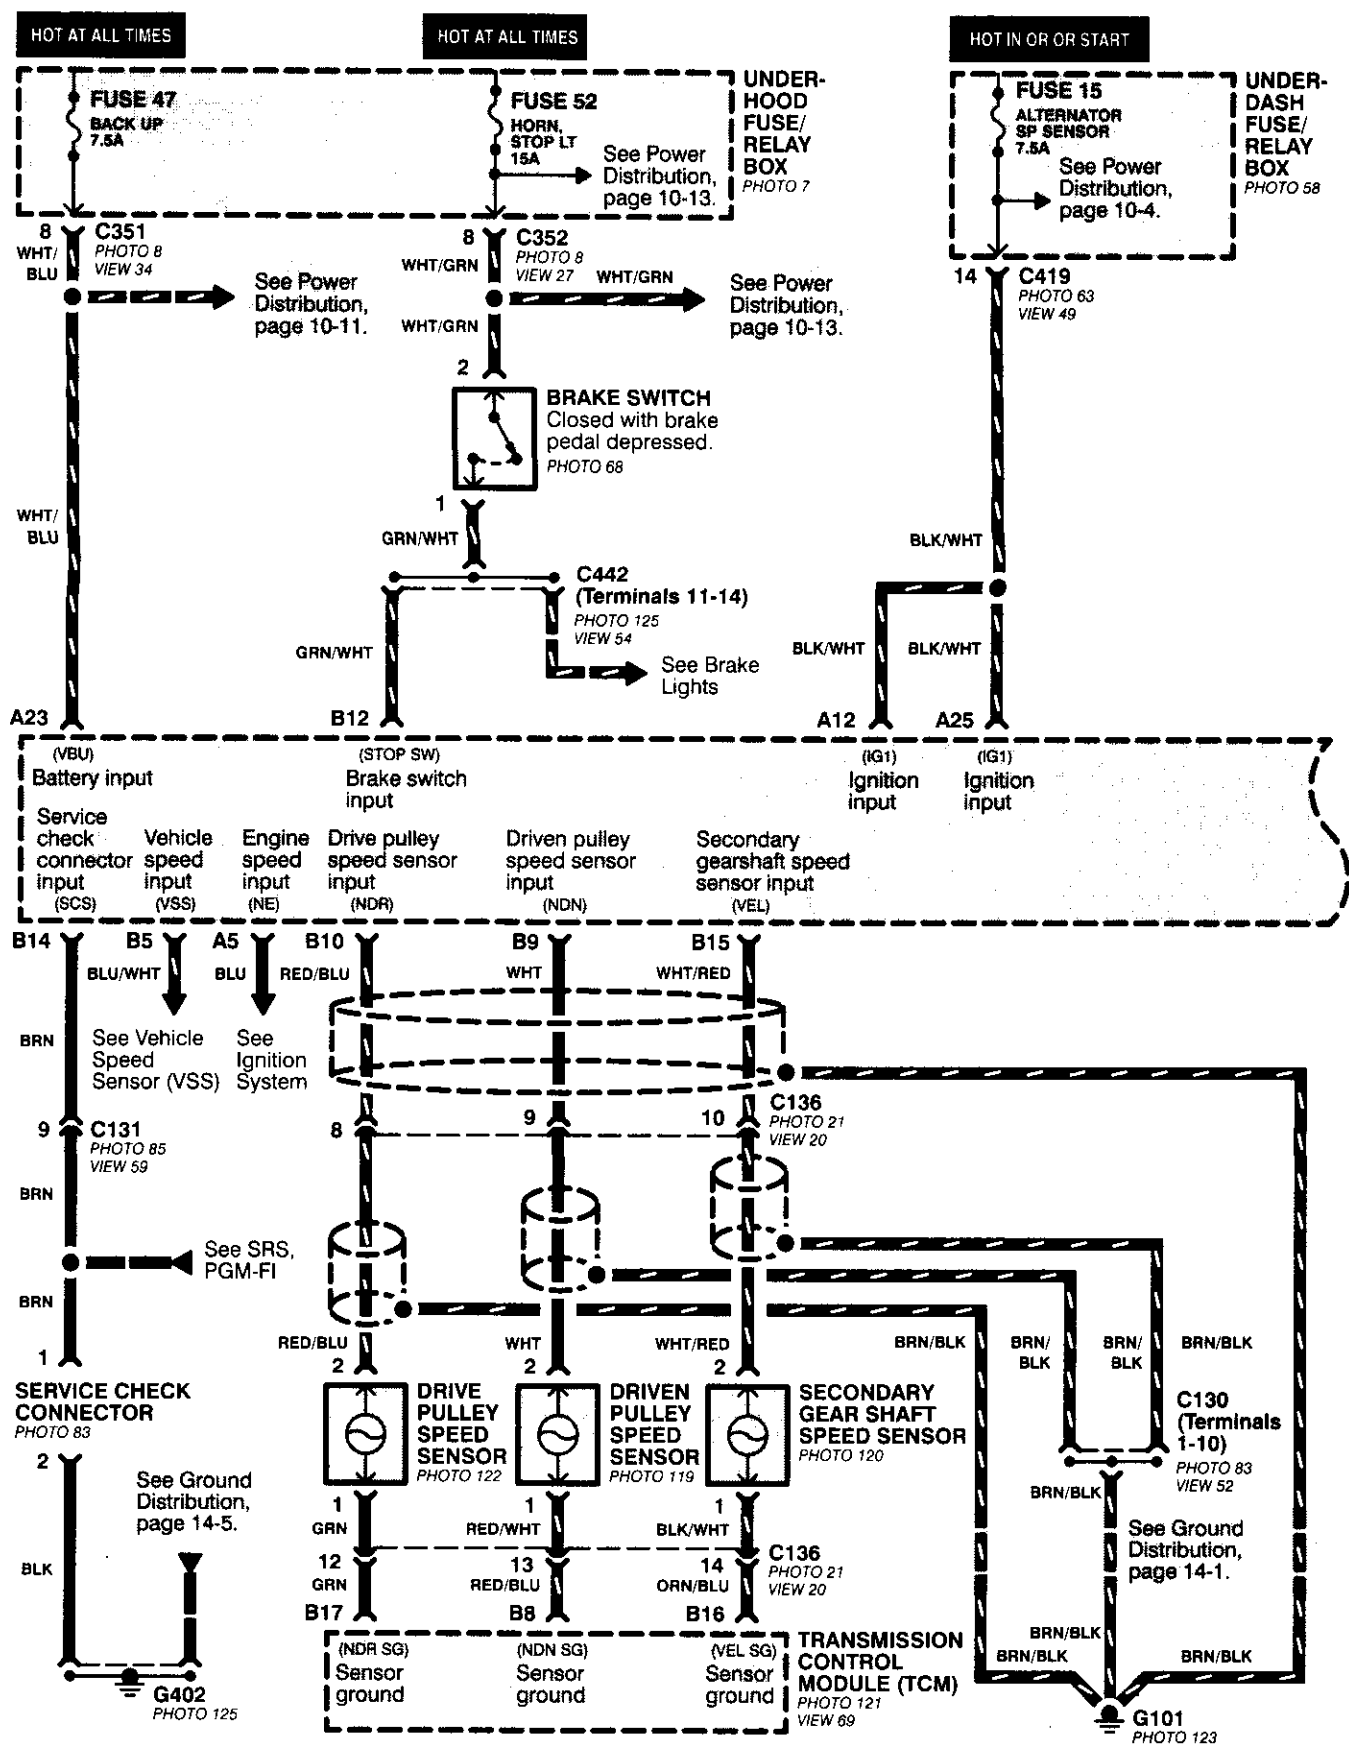 HOT AT ALL TIMES
HOT AT ALL TIMES
HOT IN OR OR START
FUSE 47
BACK UP
7.5A
FUSE 52
HORN,
STOP LT
15A
See Power
Distribution,
page 10-13.
UNDER-
HOOD
FUSE/
RELAY
BOX
PHOTO 7
FUSE 15
ALTERNATOR
SP SENSOR
7.5A
See Power
Distribution,
page 10-4.
UNDER-
DASH
FUSE/
RELAY
BOX
PHOTO 58
8
C351
PHOTO 8
VIEW 34
WHT/
BLU
See Power
Distribution,
page 10-11.
8
C352
PHOTO 8
VIEW 27
WHT/GRN
WHT/GRN
WHT/GRN
See Power
Distribution,
page 10-13.
14
C419
PHOTO 63
VIEW 49
2
BRAKE SWITCH
Closed with brake
pedal depressed.
PHOTO 68
1
WHT/
BLU
GRN/WHT
BLK/WHT
C442
(Terminals 11-14)
PHOTO 125
VIEW 54
GRN/WHT
See Brake
Lights
BLK/WHT
BLK/WHT
A23
B12
A12
A25
(VBU)
Battery input
(STOP SW)
Brake switch
input
(IG1)
Ignition
input
(IG1)
Ignition
input
Service
check
connector
input
(SCS)
Vehicle
speed
input
(VSS)
Engine
speed
input
(NE)
Drive pulley
speed sensor
input
(NDR)
Driven pulley
speed sensor
input
(NDN)
Secondary
gearshaft speed
sensor input
(VEL)
B14
B5
A5
B10
B9
B15
BLU/WHT
BLU
RED/BLU
WHT
WHT/RED
BRN
See Vehicle
Speed
Sensor (VSS)
See
Ignition
System
9
C131
PHOTO 85
VIEW 59
8
9
10
C136
PHOTO 21
VIEW 20
BRN
See SRS,
PGM-FI
BRN
RED/BLU
WHT
WHT/RED
BRN/BLK
BRN/
BLK
BRN/
BLK
BRN/BLK
1
2
2
2
SERVICE CHECK
CONNECTOR
PHOTO 83
DRIVE
PULLEY
SPEED
SENSOR
PHOTO 122
DRIVEN
PULLEY
SPEED
SENSOR
PHOTO 119
SECONDARY
GEAR SHAFT
SPEED SENSOR
PHOTO 120
C130
(Terminals
1-10)
PHOTO 83
VIEW 52
2
See Ground
Distribution,
page 14-5.
1
1
1
BRN/BLK
GRN
RED/WHT
BLK/WHT
See Ground
Distribution,
page 14-1.
BLK
12
13
14
C136
PHOTO 21
VIEW 20
GRN
RED/BLU
ORN/BLU
B17
B8
B16
(NDR SG)
Sensor
ground
(NDN SG)
Sensor
ground
(VEL SG)
Sensor
ground
TRANSMISSION
CONTROL
MODULE (TCM)
PHOTO 121
VIEW 69
BRN/BLK
BRN/BLK
BRN/BLK
G402
PHOTO 125
G101
PHOTO 123